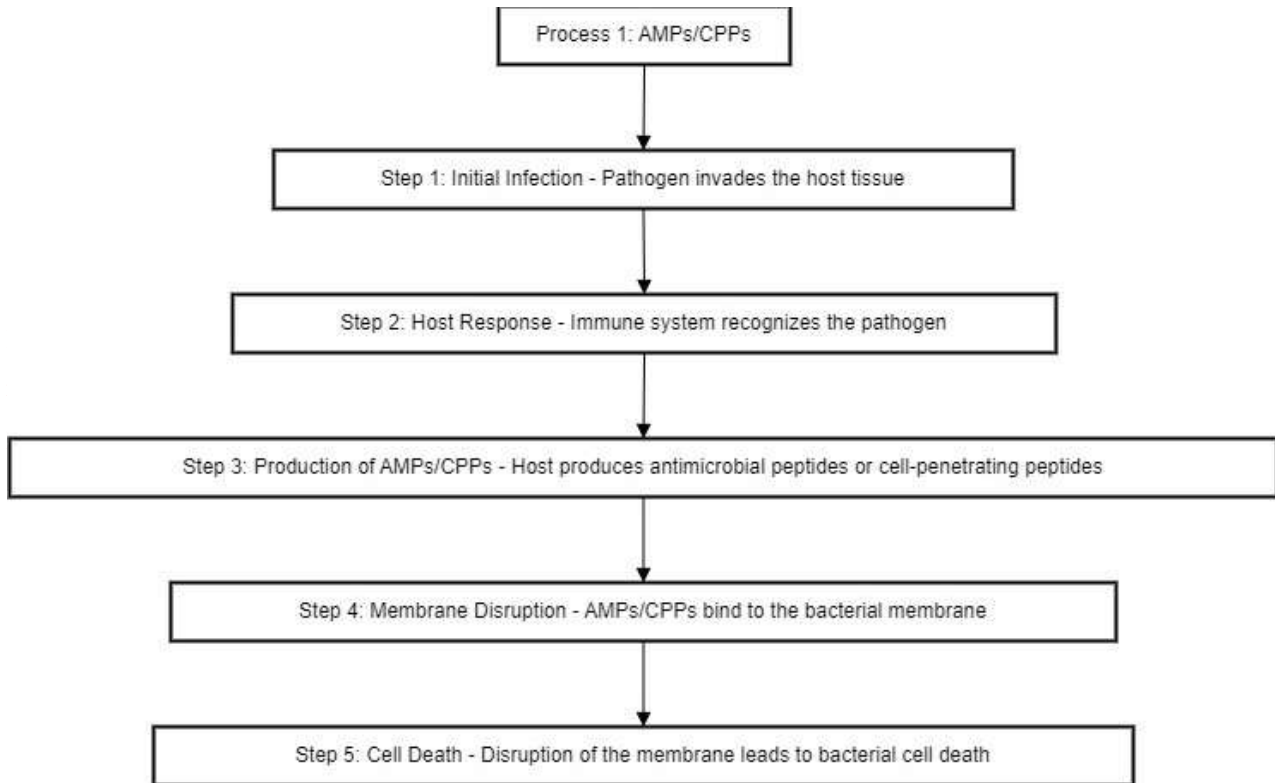 Process 1: AMPs/CPPs
Step 1: Initial Infection - Pathogen invades the host tissue
Step 2: Host Response - Immune system recognizes the pathogen
Step 3: Production of AMPs/CPPs - Host produces antimicrobial peptides or cell-penetrating peptides
Step 4: Membrane Disruption - AMPs/CPPs bind to the bacterial membrane
Step 5: Cell Death - Disruption of the membrane leads to bacterial cell death